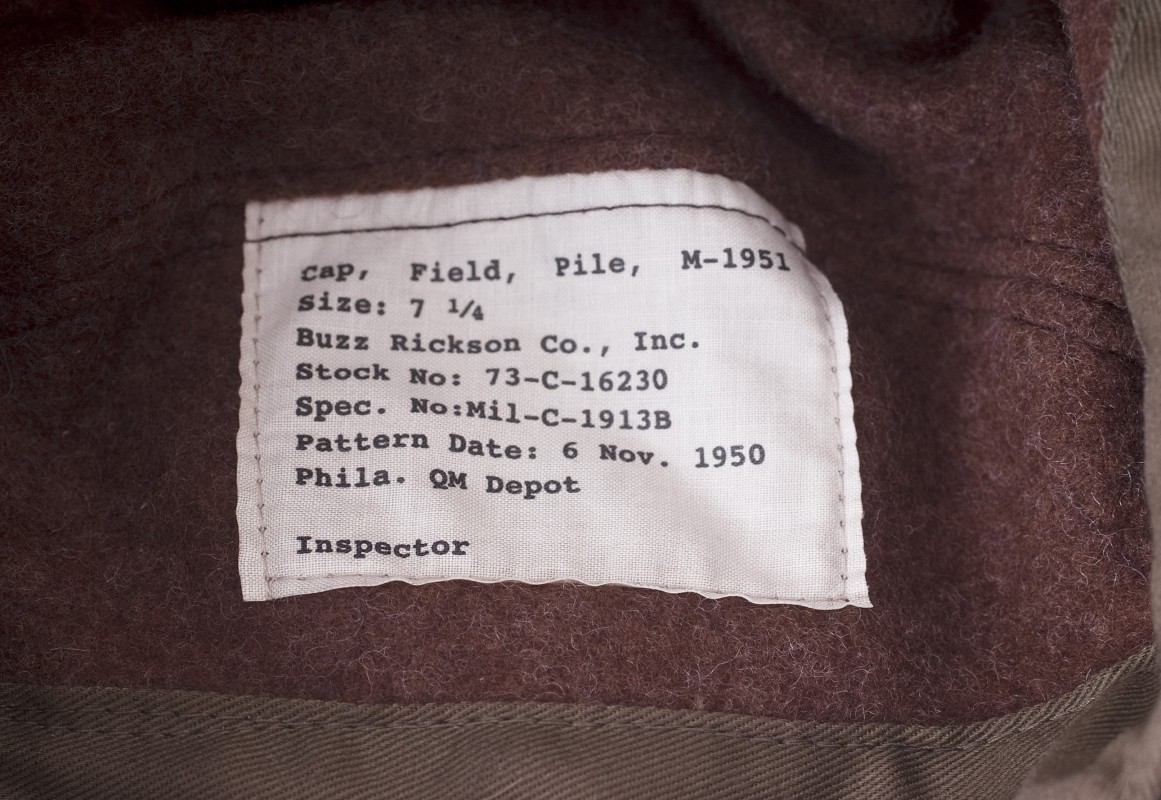 Cap, Field, Pile, M-1951
Size: 7 1/4
Buzz Rickson Co., Inc.
Stock No: 73-C-16230
Spec. No:Mil-C-1913B
Pattern Date: 6 Nov. 1950
Phila. QM Depot
Inspector